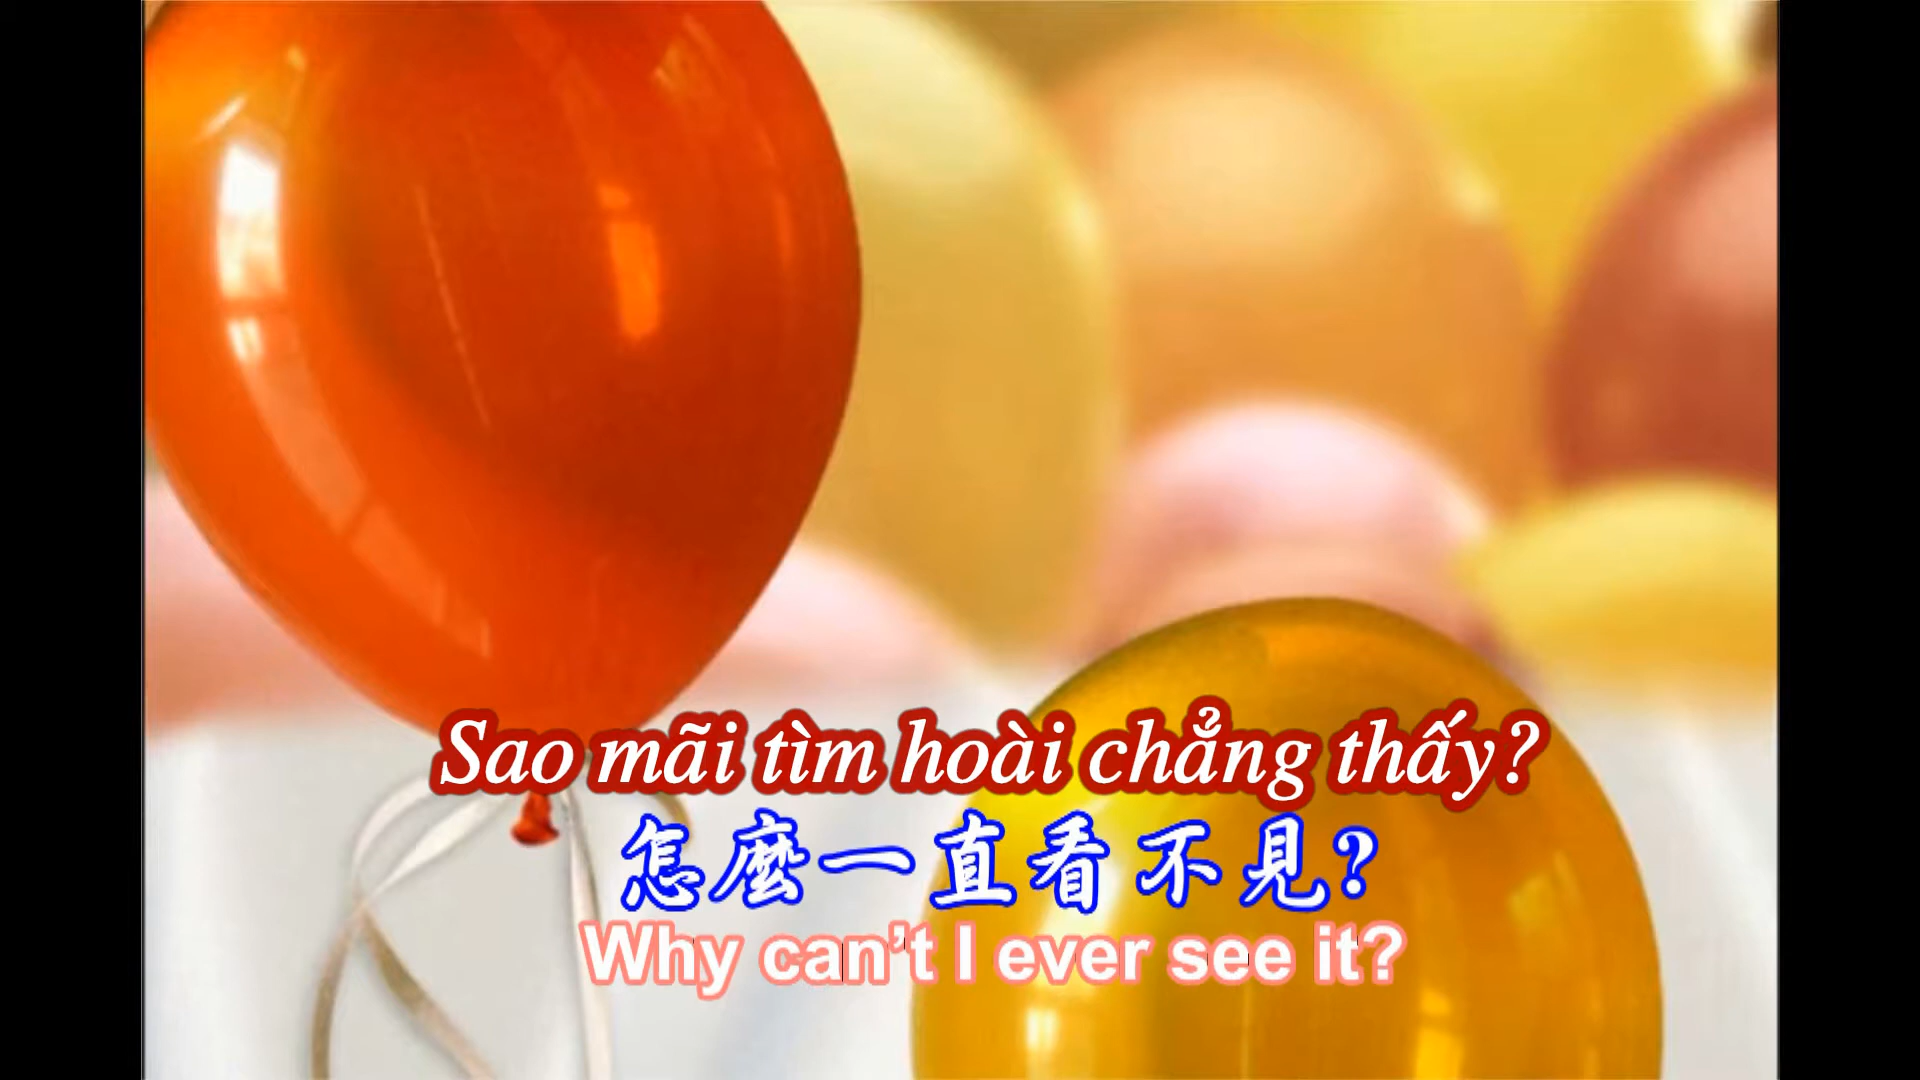 Sao mãi tìm hoài chẳng thấy?
怎麼一直看不見?
Why can't I ever see it?